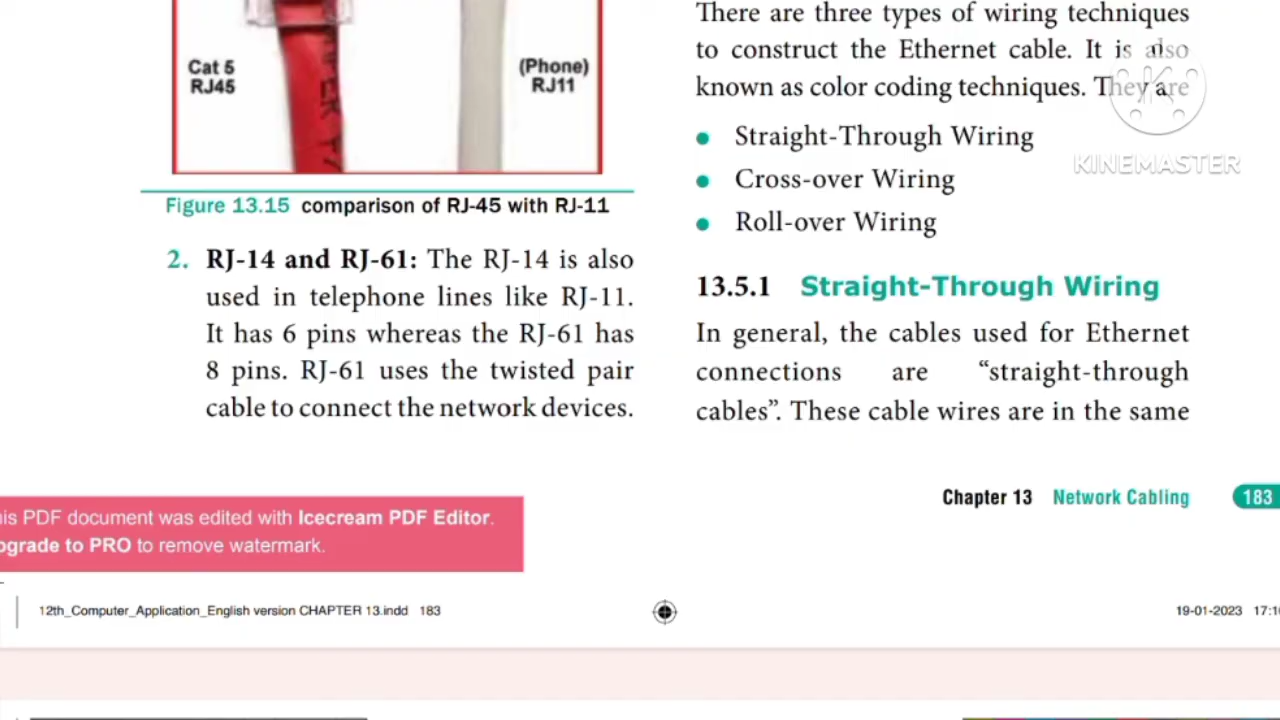 Cat 5
RJ45
(Phone)
RJ11
Figure 13.15 comparison of RJ-45 with RJ-11
2. RJ-14 and RJ-61: The RJ-14 is also
used in telephone lines like RJ-11.
It has 6 pins whereas the RJ-61 has
8 pins. RJ-61 uses the twisted pair
cable to connect the network devices.
There are three types of wiring techniques
to construct the Ethernet cable. It is also
known as color coding techniques. They are
• Straight-Through Wiring
• Cross-over Wiring
• Roll-over Wiring
13.5.1 Straight-Through Wiring
In general, the cables used for Ethernet
connections are “straight-through
cables”. These cable wires are in the same
KINEMASTER
Chapter 13 Network Cabling 183
PDF document was edited with Icecream PDF Editor.
to PRO to remove watermark.
12th_Computer_Application_English version CHAPTER 13.indd 183
19-01-2023